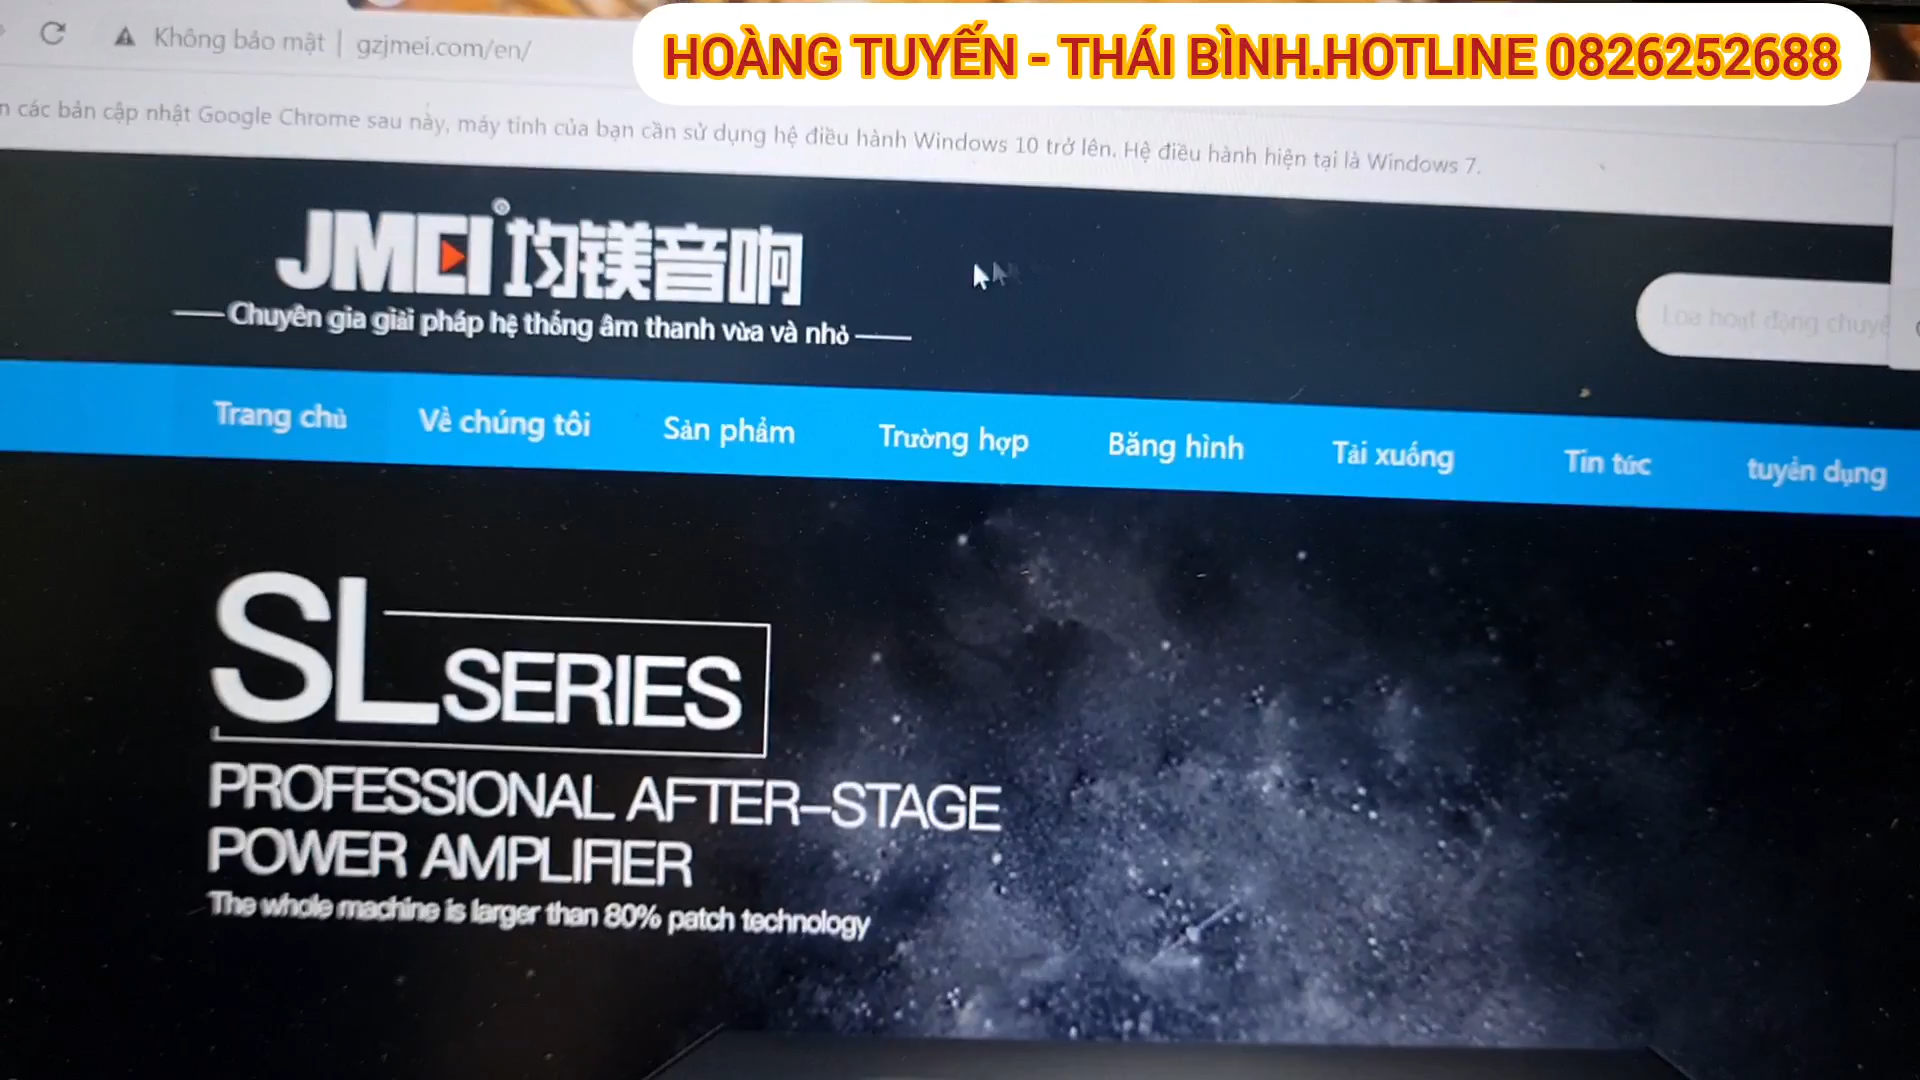 HOÀNG TUYẾN - THÁI BÌNH.HOTLINE 0826252688
Không bảo mật | gzjmei.com/en/
các bản cập nhật Google Chrome sau này, máy tính của bạn cần sử dụng hệ điều hành Windows 10 trở lên. Hệ điều hành hiện tại là Windows 7.
JMEI 均镁音响
Chuyên gia giải pháp hệ thống âm thanh vừa và nhỏ
Loa hoạt động
Trang chủ Về chúng tôi Sản phẩm Trường hợp Băng hình Tải xuống Tin tức tuyển dụng
SL SERIES
PROFESSIONAL AFTER-STAGE
POWER AMPLIFIER
The whole machine is larger than 80% patch technology